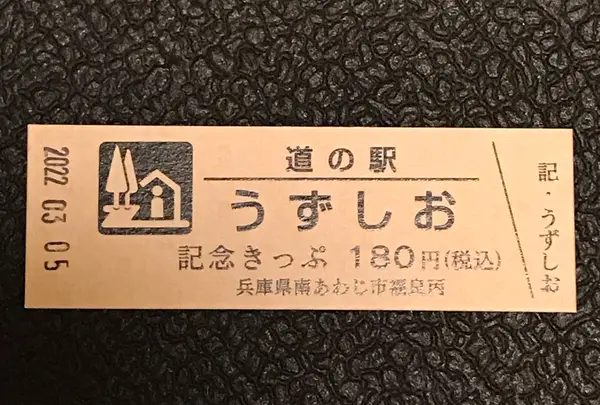 2022 03 05
道の駅
うずしお
記念きっぷ 180円(税込)
兵庫県南あわじ市福良丙
記・うずしお